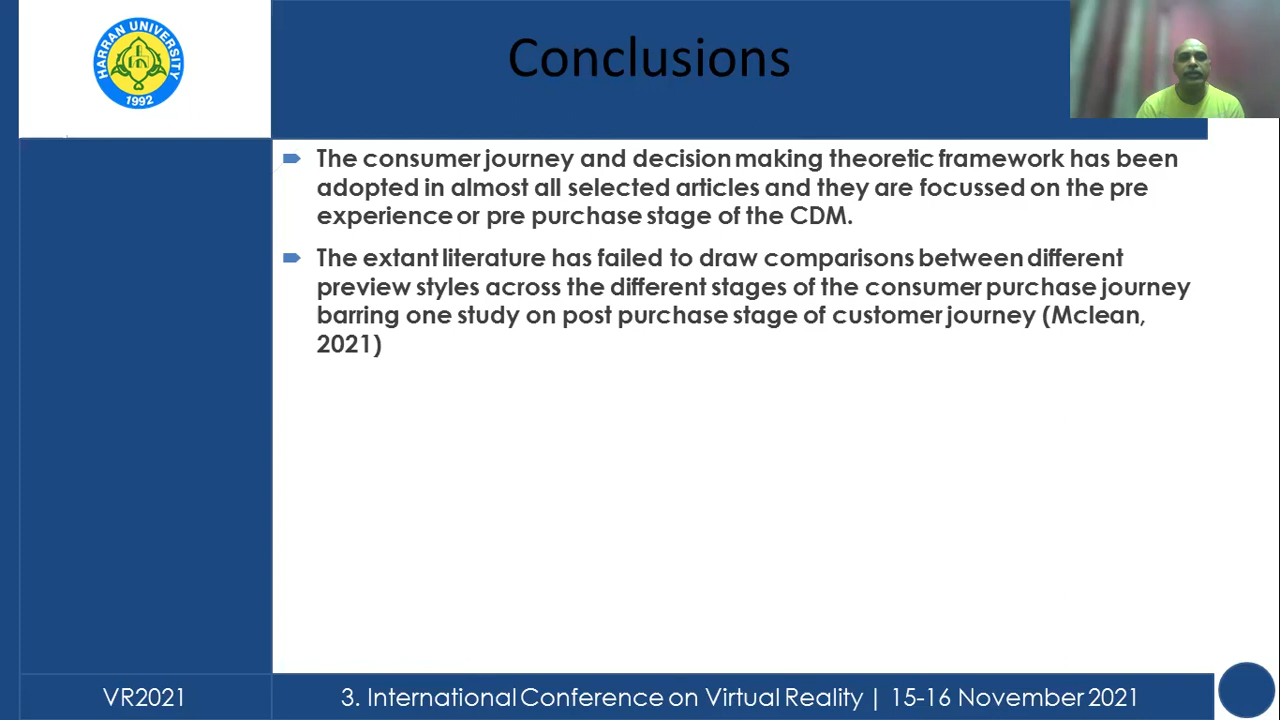 HARRAN UNIVERSITY
1992
Conclusions
The consumer journey and decision making theoretic framework has been
adopted in almost all selected articles and they are focussed on the pre
experience or pre purchase stage of the CDM.
The extant literature has failed to draw comparisons between different
preview styles across the different stages of the consumer purchase journey
barring one study on post purchase stage of customer journey (Mclean,
2021)
VR2021
3. International Conference on Virtual Reality | 15-16 November 2021